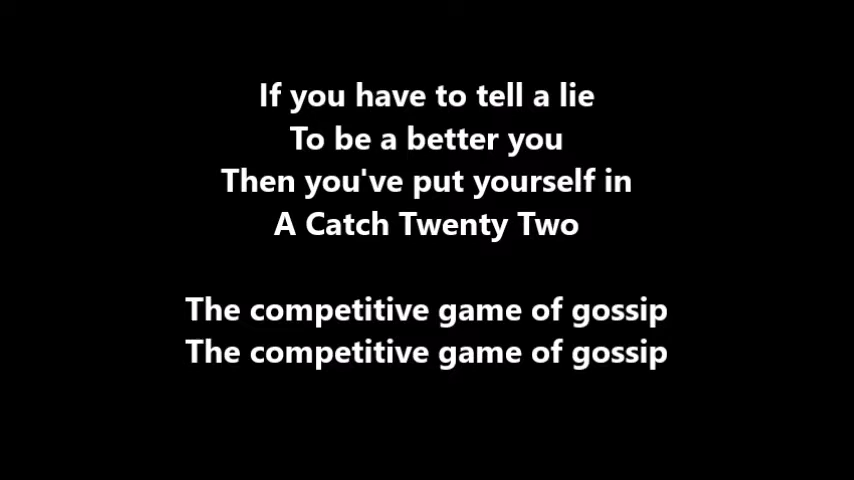 If you have to tell a lie
To be a better you
Then you've put yourself in
A Catch Twenty Two
The competitive game of gossip
The competitive game of gossip